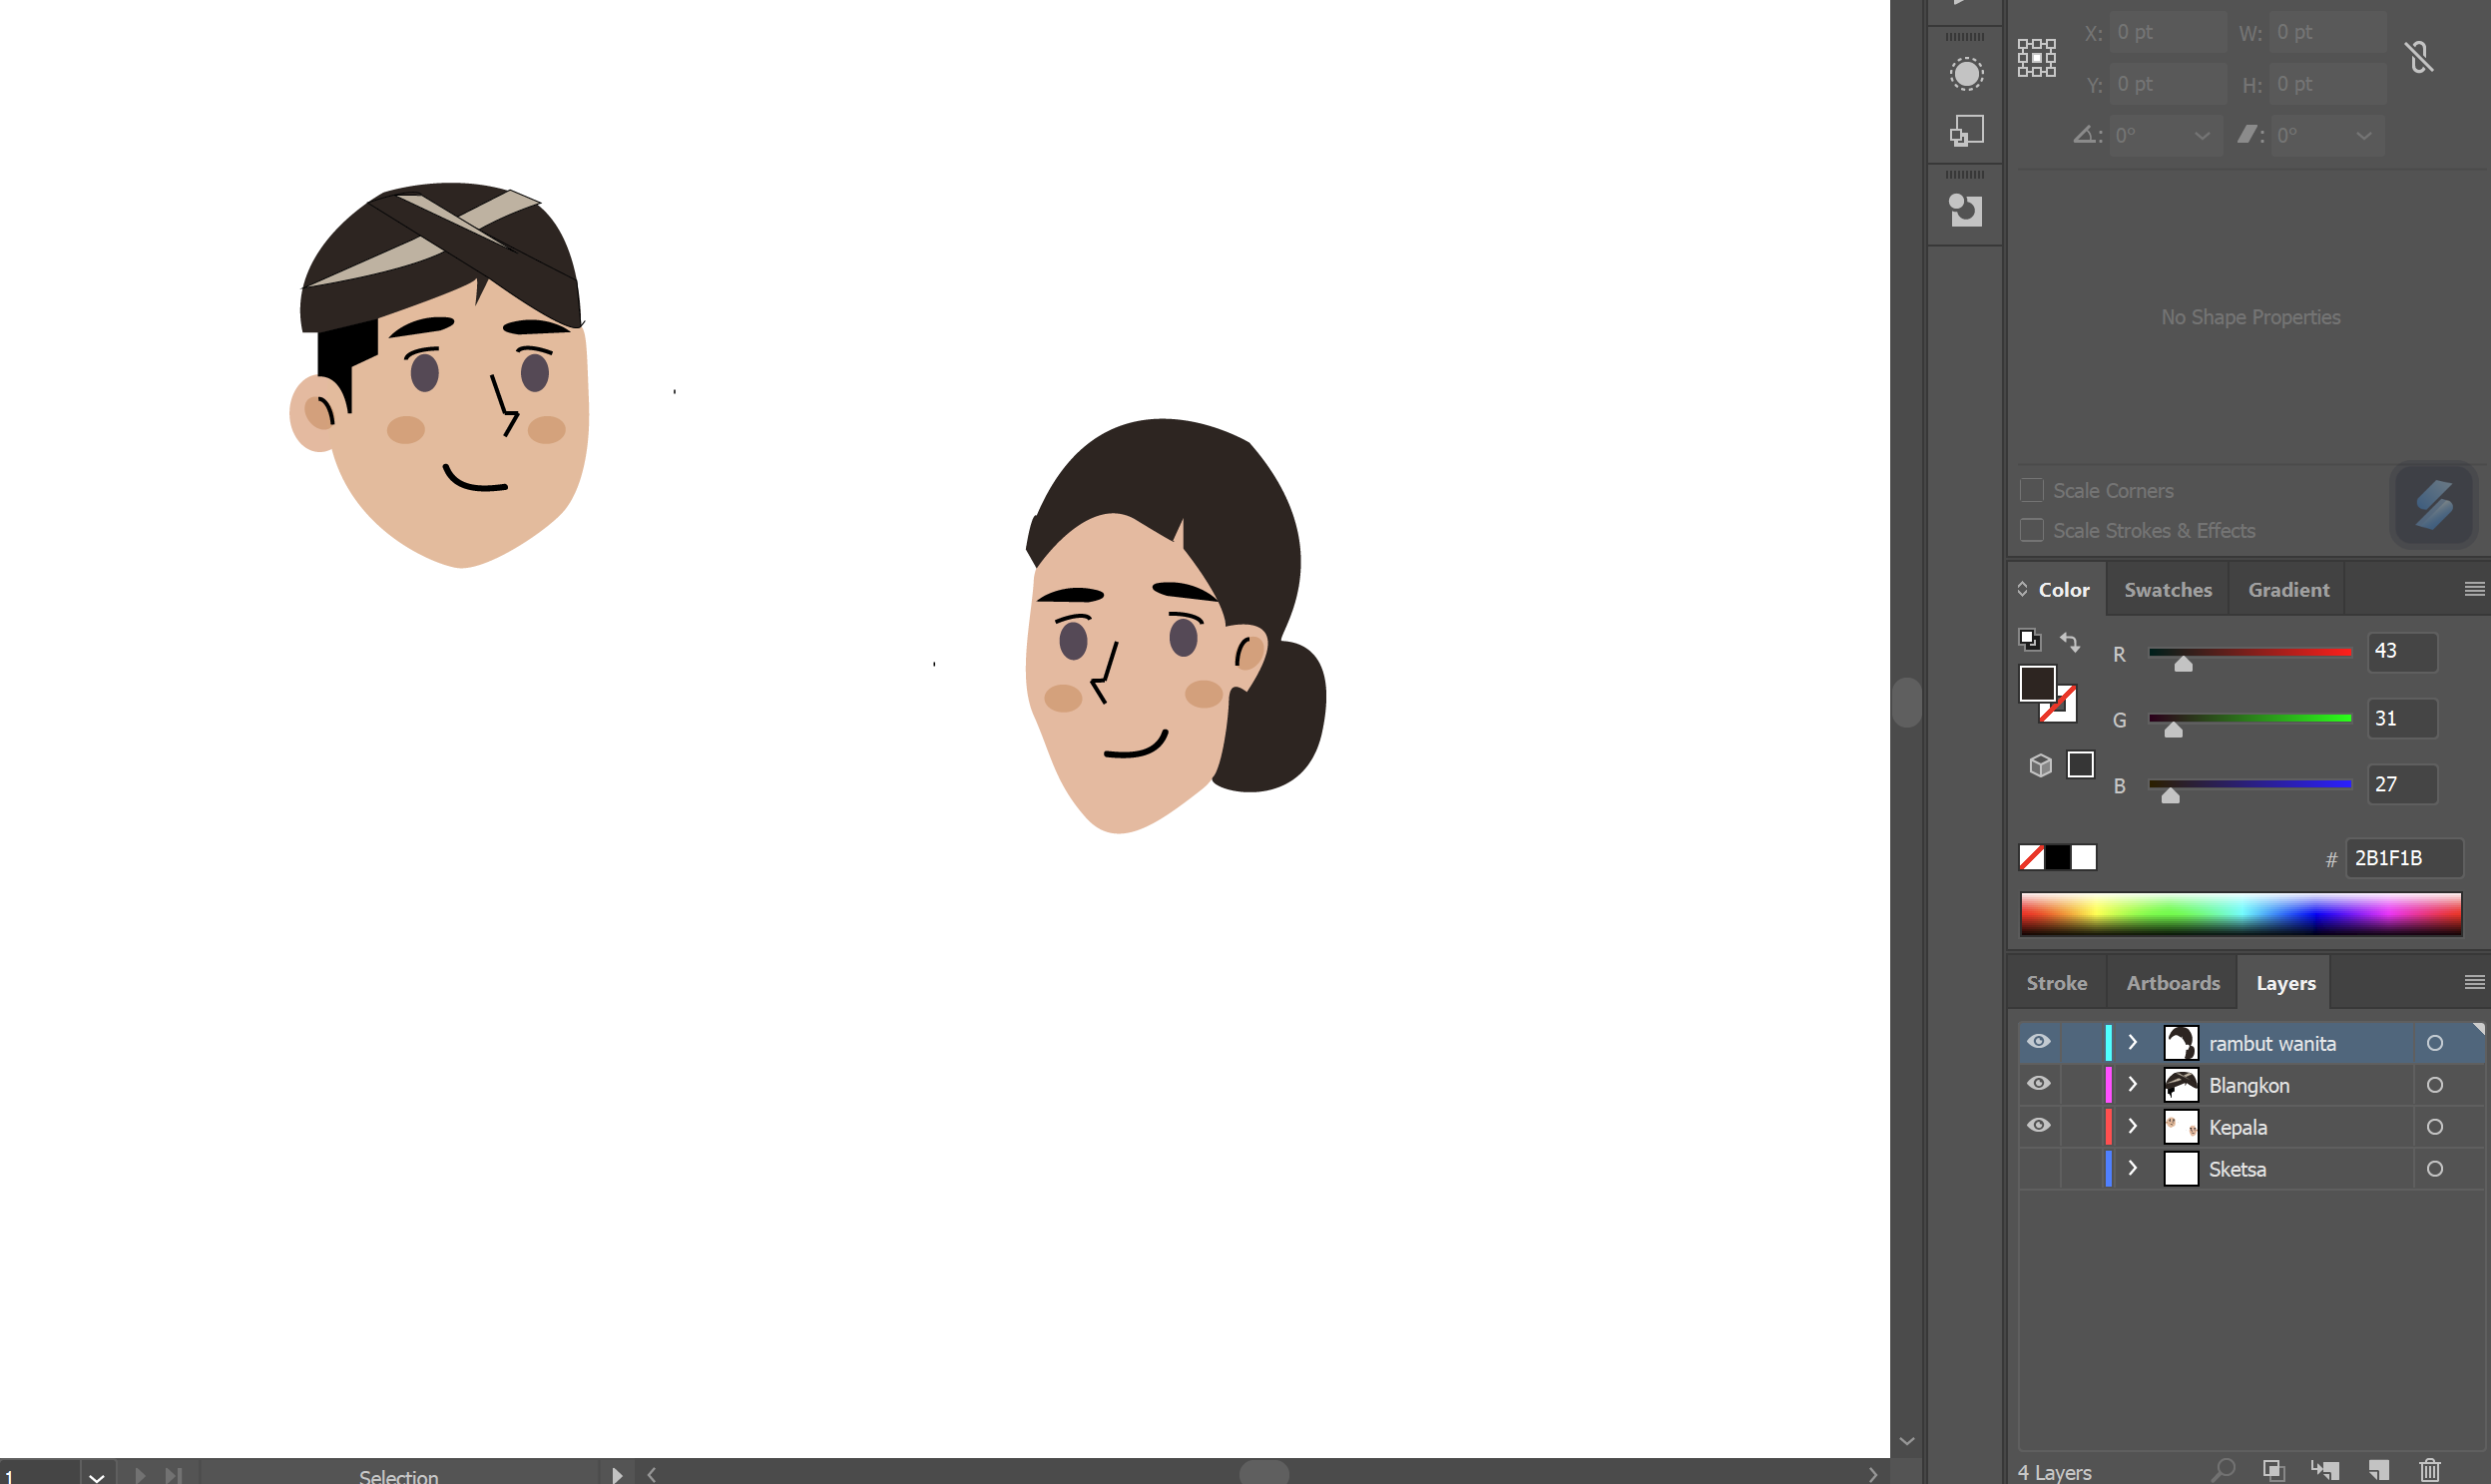 X: 0 pt W: 0 pt
Y: 0 pt H: 0 pt
0° 0°
No Shape Properties
Scale Corners
Scale Strokes & Effects
Color Swatches Gradient
R 43
G 31
B 27
# 2B1F1B
Stroke Artboards Layers
rambut wanita
Blangkon
Kepala
Sketsa
4 Layers
1 Selection